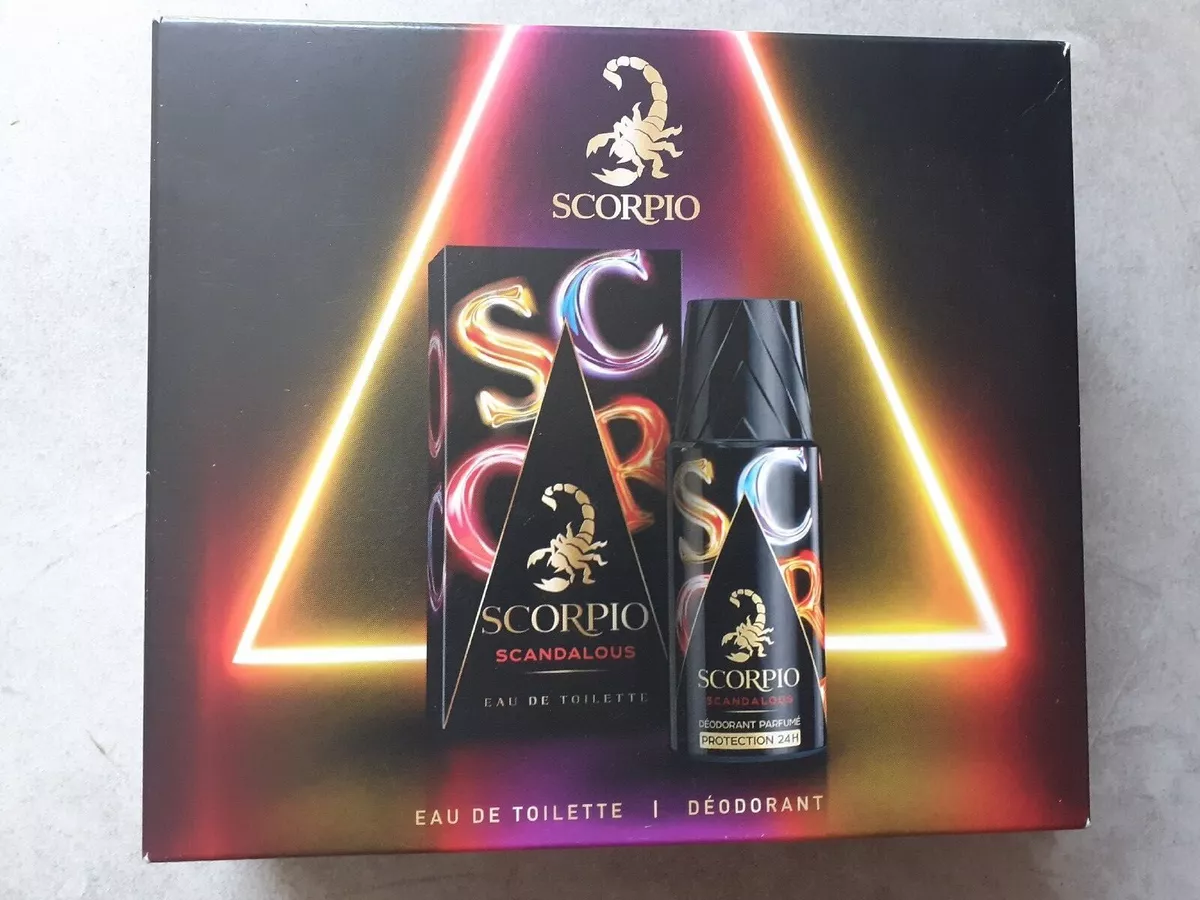 SCORPIO
SC
OR
SCORPIO
SCANDALOUS
EAU DE TOILETTE
SC
OR
SCORPIO
SCANDALOUS
DÉODORANT PARFUMÉ
PROTECTION 24H
EAU DE TOILETTE | DÉODORANT